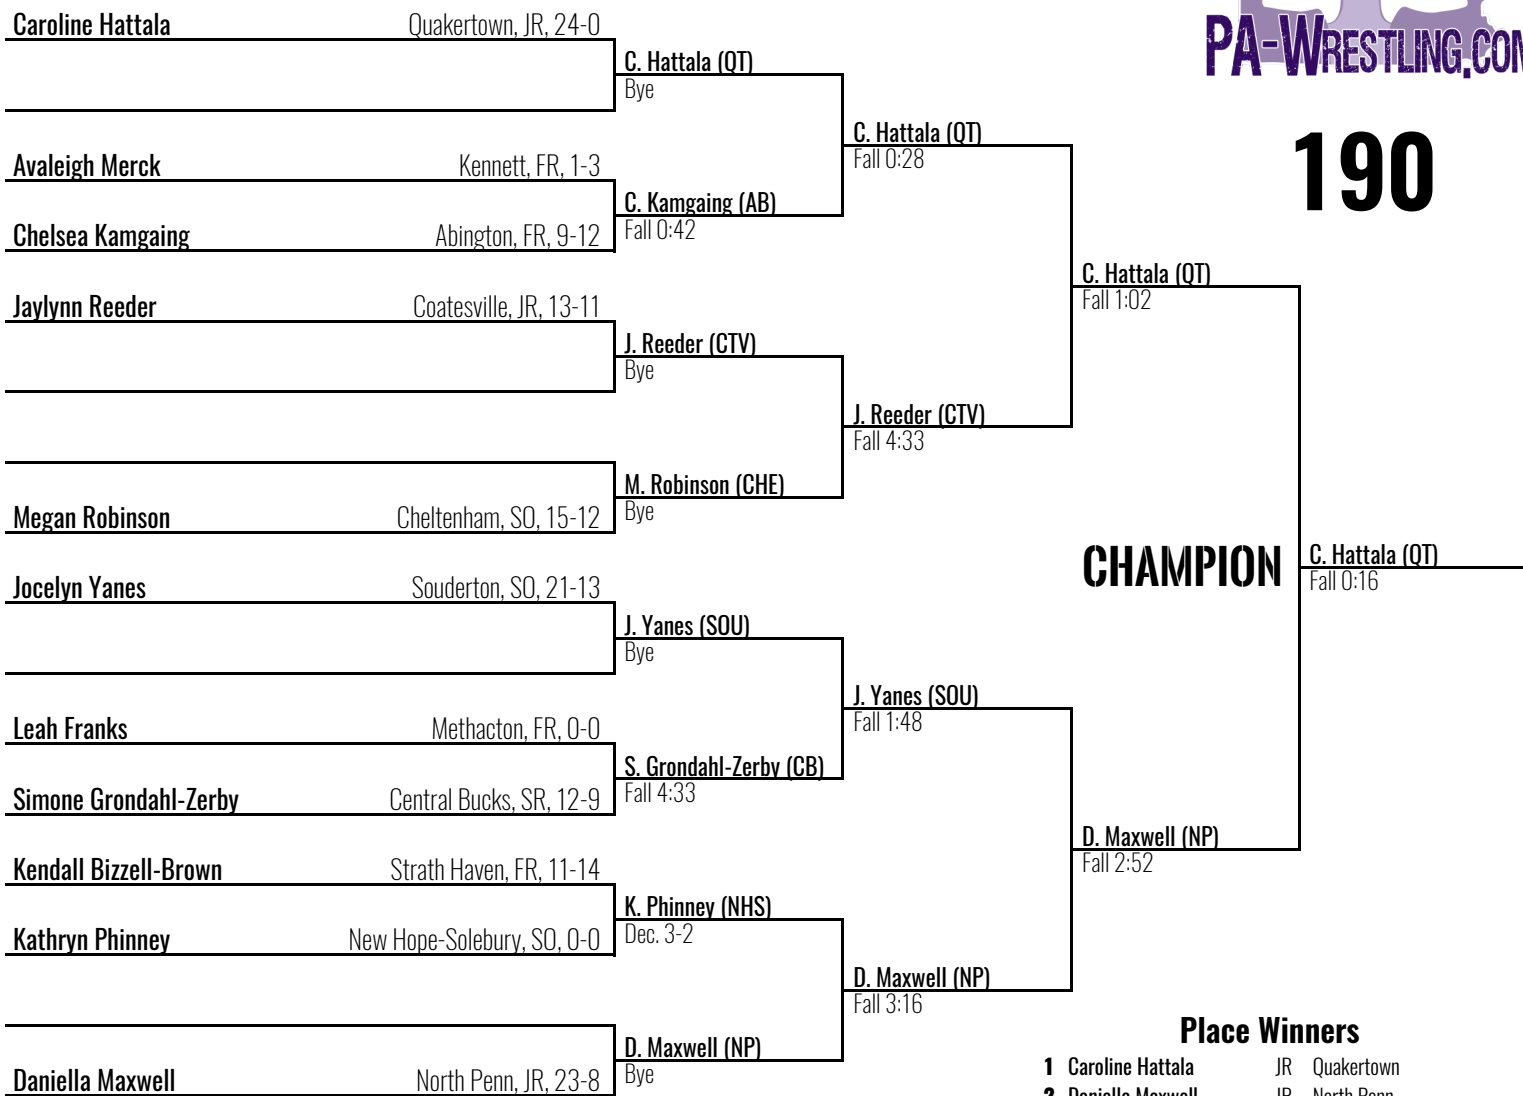 Caroline Hattala Quakertown, JR, 24-0
C. Hattala (QT)
Bye
Avaleigh Merck Kennett, FR, 1-3
Chelsea Kamgaing Abington, FR, 9-12
C. Kamgaing (AB)
Fall 0:42
C. Hattala (QT)
Fall 0:28
Jaylynn Reeder Coatesville, JR, 13-11
J. Reeder (CTV)
Bye
Megan Robinson Cheltenham, SO, 15-12
M. Robinson (CHE)
Bye
J. Reeder (CTV)
Fall 4:33
C. Hattala (QT)
Fall 1:02
Jocelyn Yanes Souderton, SO, 21-13
J. Yanes (SOU)
Bye
Leah Franks Methacton, FR, 0-0
Simone Grondahl-Zerby Central Bucks, SR, 12-9
S. Grondahl-Zerby (CB)
Fall 4:33
J. Yanes (SOU)
Fall 1:48
Kendall Bizzell-Brown Strath Haven, FR, 11-14
Kathryn Phinney New Hope-Solebury, SO, 0-0
K. Phinney (NHS)
Dec. 3-2
Daniella Maxwell North Penn, JR, 23-8
D. Maxwell (NP)
Bye
D. Maxwell (NP)
Fall 3:16
D. Maxwell (NP)
Fall 2:52
PA-WRESTLING.COM
190
CHAMPION
C. Hattala (QT)
Fall 0:16
Place Winners
1 Caroline Hattala JR Quakertown
2 Daniella Maxwell JR North Penn